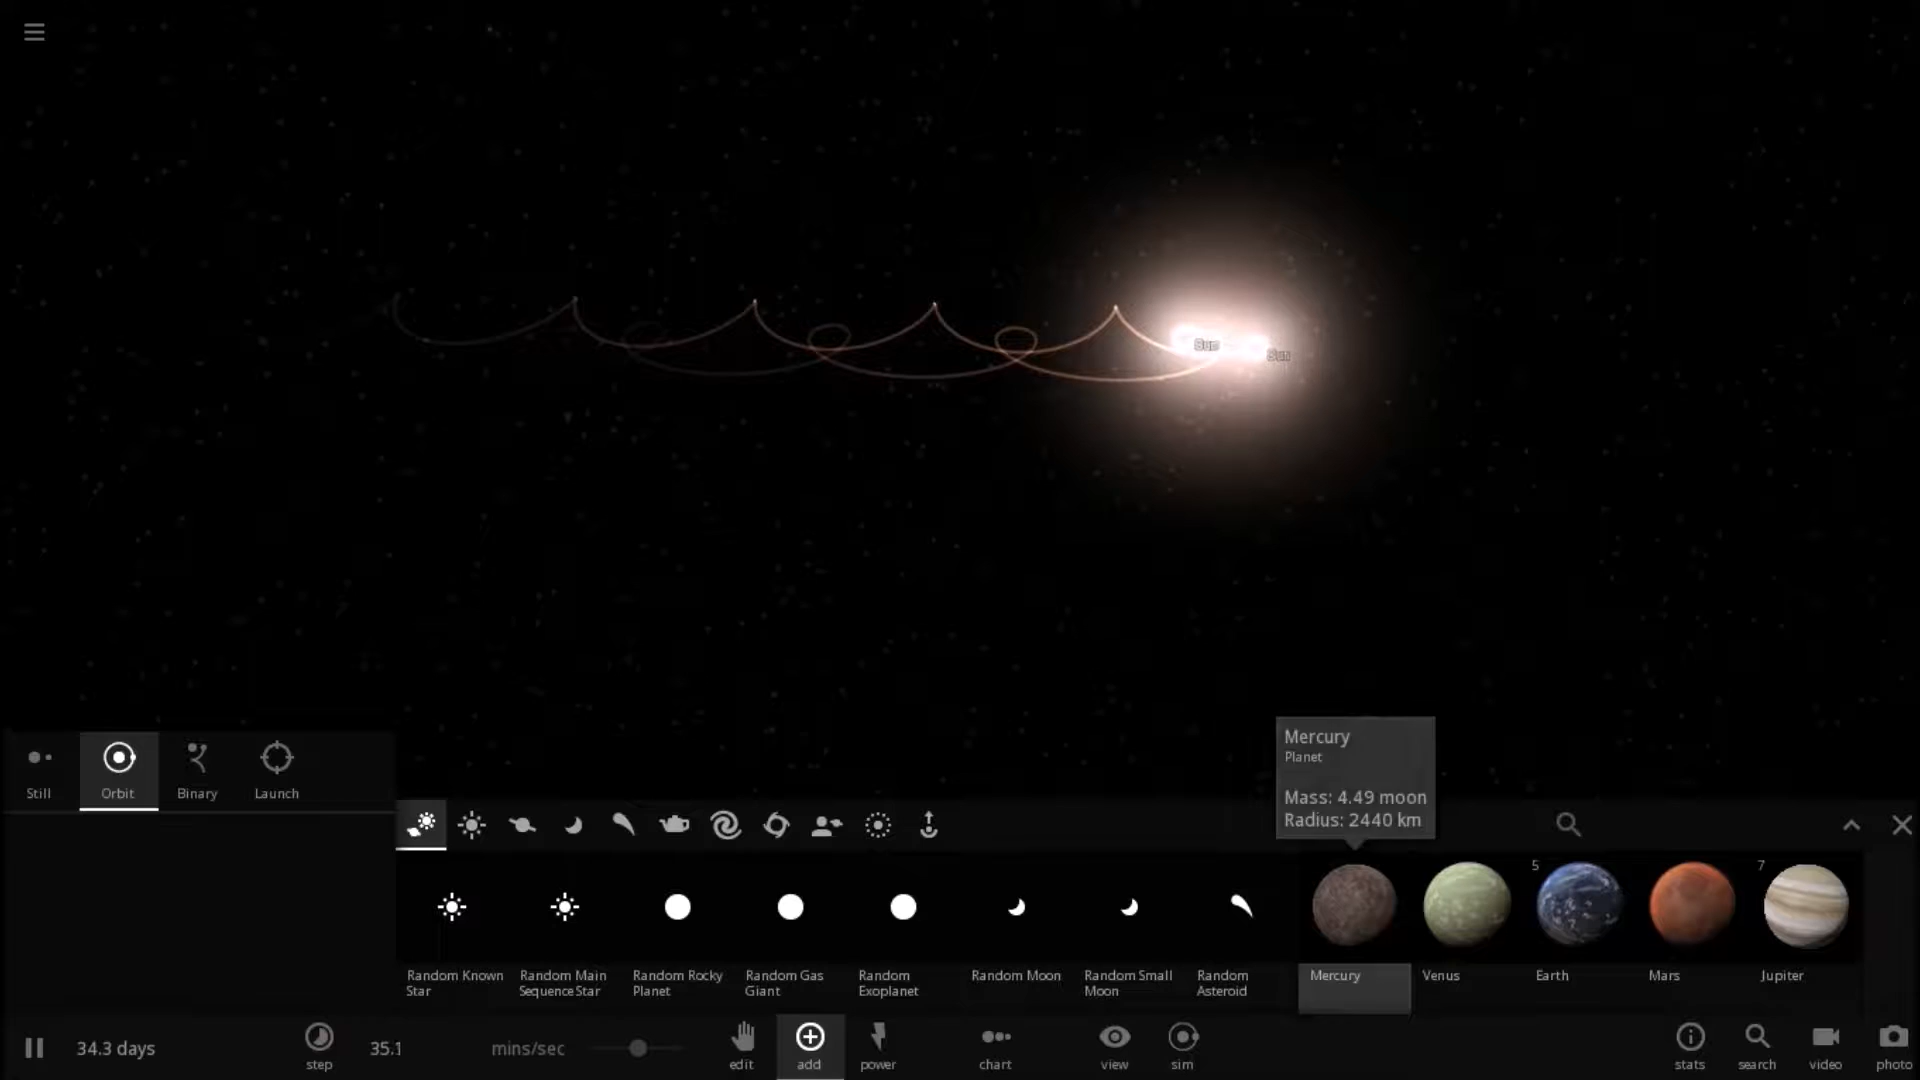 Sun
Sun
Mercury
Planet
Mass: 4.49 moon
Radius: 2440 km
Still
Orbit
Binary
Launch
5
7
Random Known
Star
Random Main
Sequence Star
Random Rocky
Planet
Random Gas
Giant
Random
Exoplanet
Random Moon
Random Small
Moon
Random
Asteroid
Mercury
Venus
Earth
Mars
Jupiter
34.3 days
step
35.1
mins/sec
edit
add
power
chart
view
sim
stats
search
video
photo